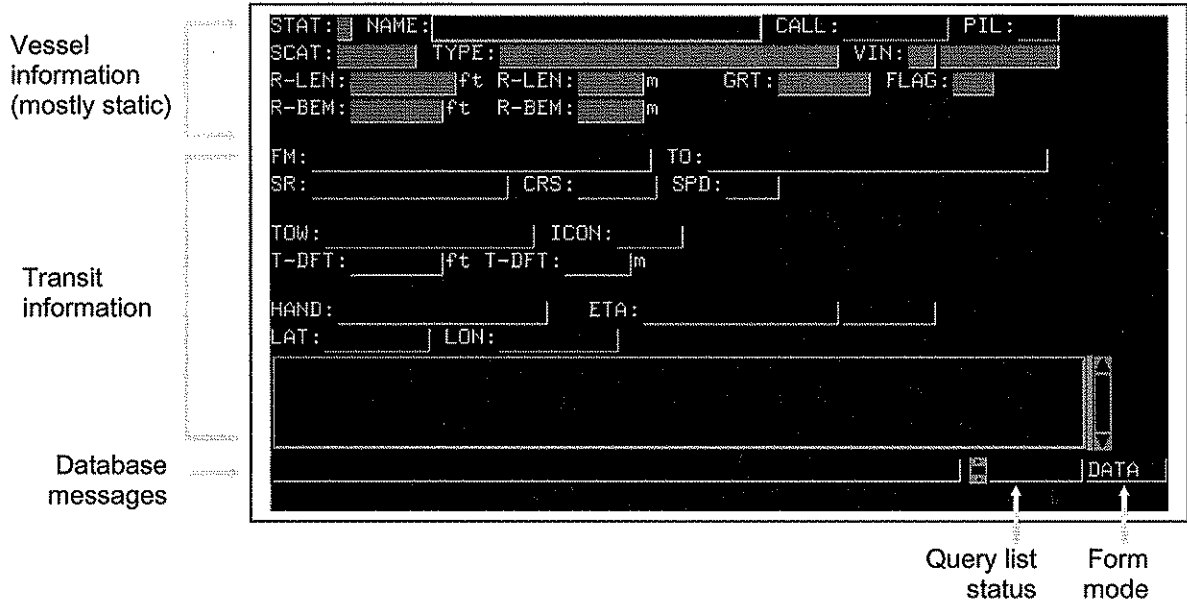 Vessel
information
(mostly static)
STAT: NAME: CALL: PIL:
SCAT: TYPE: VIN:
R-LEN: ft R-LEN: m GRT: FLAG:
R-BEM: ft R-BEM: m
Transit
information
FM: TO:
SR: CRS: SPD:
TOW: ICON:
T-DFT: ft T-DFT: m
HAND: ETA:
LAT: LON:
Database
messages
DATA
Query list
status
Form
mode